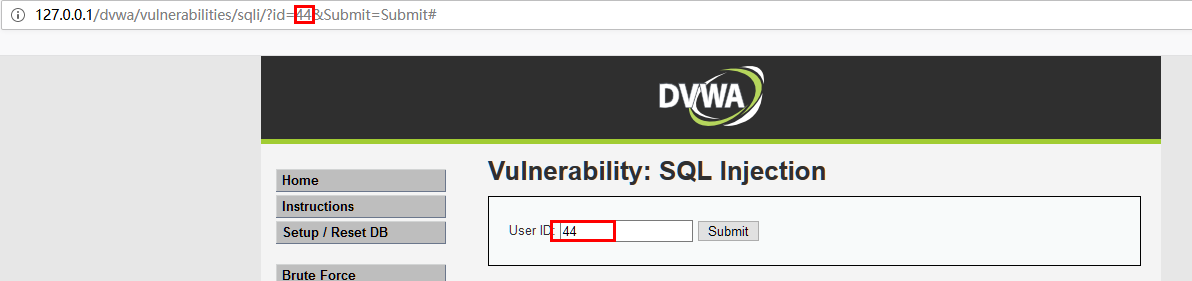 127.0.0.1/dvwa/vulnerabilities/sqli/?id=44&Submit=Submit#
DVWA
Vulnerability: SQL Injection
Home
Instructions
Setup / Reset DB
Brute Force
User ID: 44 Submit